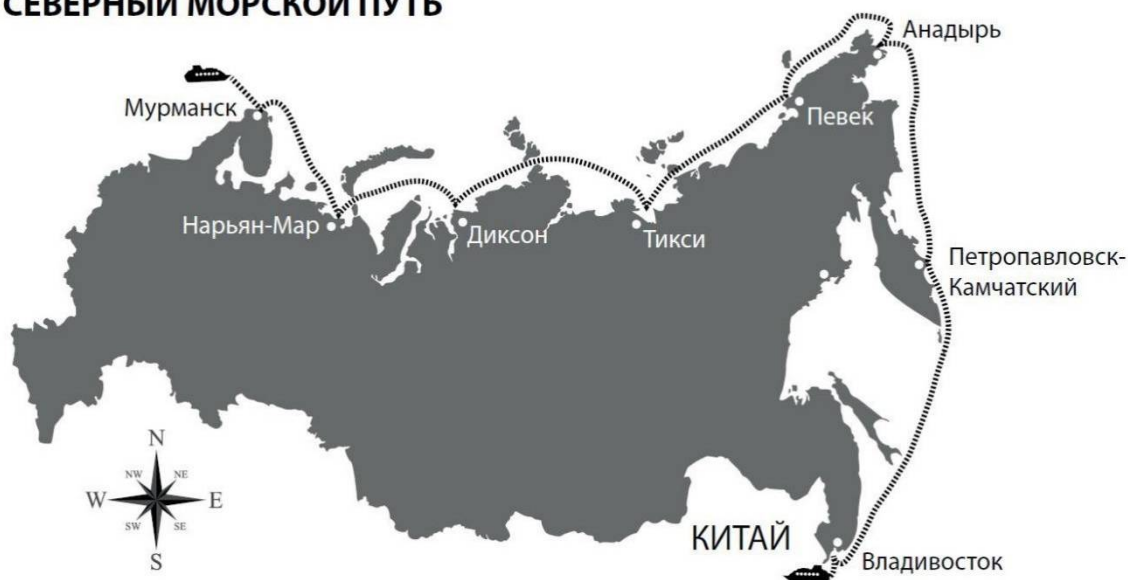 СЕВЕРНЫЙ МОРСКОЙ ПУТЬ
Анадырь
Мурманск
Певек
Нарьян-Мар
Диксон
Тикси
Петропавловск-
Камчатский
N
NW
NE
W
E
SW
SE
S
КИТАЙ
Владивосток